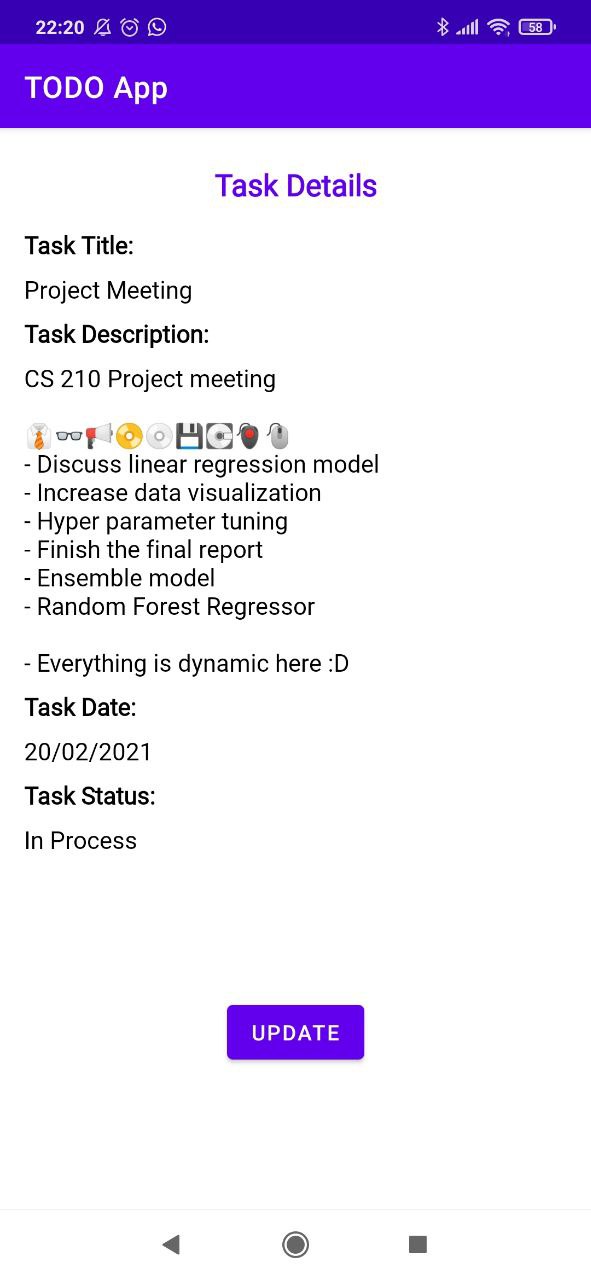 22:20
58
TODO App
Task Details
Task Title:
Project Meeting
Task Description:
CS 210 Project meeting
👔👓📢📀💿💾💽🖲🖱
- Discuss linear regression model
- Increase data visualization
- Hyper parameter tuning
- Finish the final report
- Ensemble model
- Random Forest Regressor
- Everything is dynamic here :D
Task Date:
20/02/2021
Task Status:
In Process
UPDATE